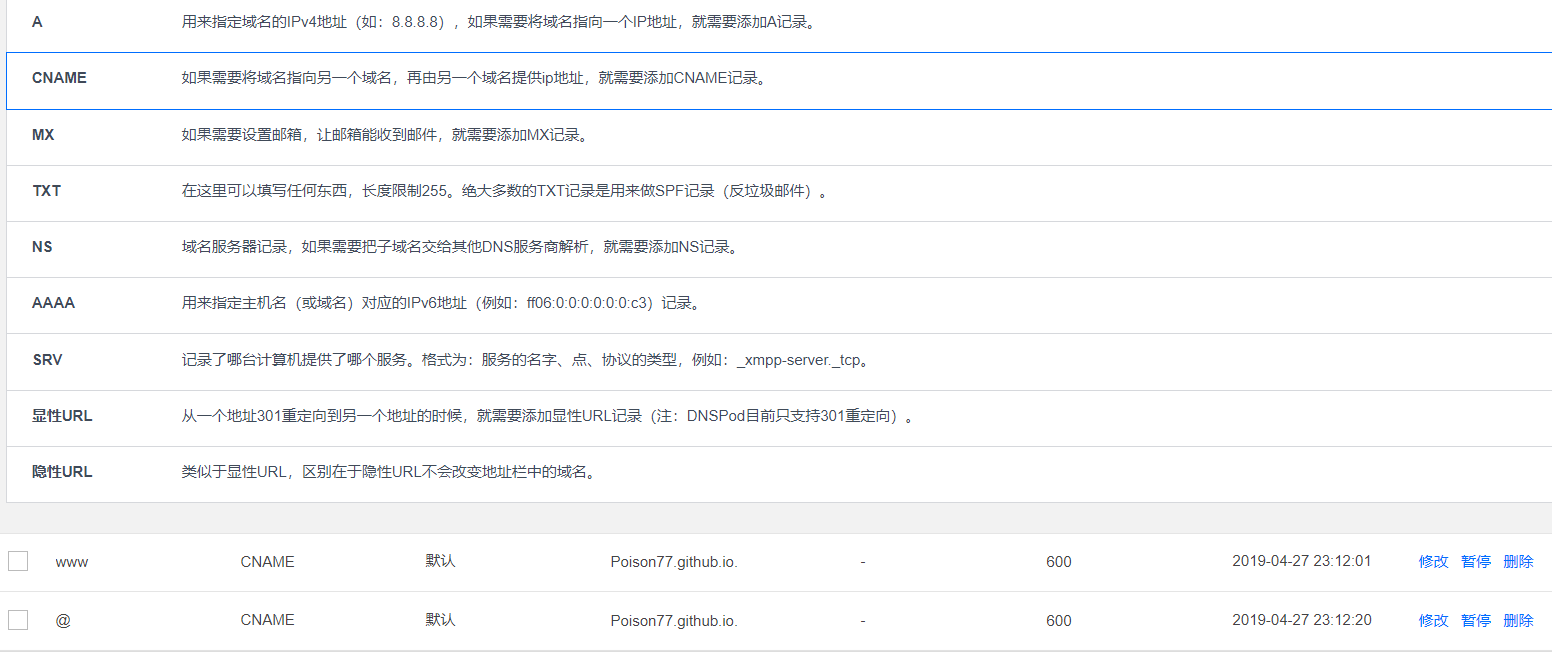 A 用来指定域名的IPv4地址（如：8.8.8.8），如果需要将域名指向一个IP地址，就需要添加A记录。
CNAME 如果需要将域名指向另一个域名，再由另一个域名提供ip地址，就需要添加CNAME记录。
MX 如果需要设置邮箱，让邮箱能收到邮件，就需要添加MX记录。
TXT 在这里可以填写任何东西，长度限制255。绝大多数的TXT记录是用来做SPF记录（反垃圾邮件）。
NS 域名服务器记录，如果需要把子域名交给其他DNS服务商解析，就需要添加NS记录。
AAAA 用来指定主机名（或域名）对应的IPv6地址（例如：ff06:0:0:0:0:0:0:c3）记录。
SRV 记录了哪台计算机提供了哪个服务。格式为：服务的名字、点、协议的类型，例如：_xmpp-server._tcp。
显性URL 从一个地址301重定向到另一个地址的时候，就需要添加显性URL记录（注：DNSPod目前只支持301重定向）。
隐性URL 类似于显性URL，区别在于隐性URL不会改变地址栏中的域名。
www CNAME 默认 Poison77.github.io. - 600 2019-04-27 23:12:01 修改 暂停 删除
@ CNAME 默认 Poison77.github.io. - 600 2019-04-27 23:12:20 修改 暂停 删除